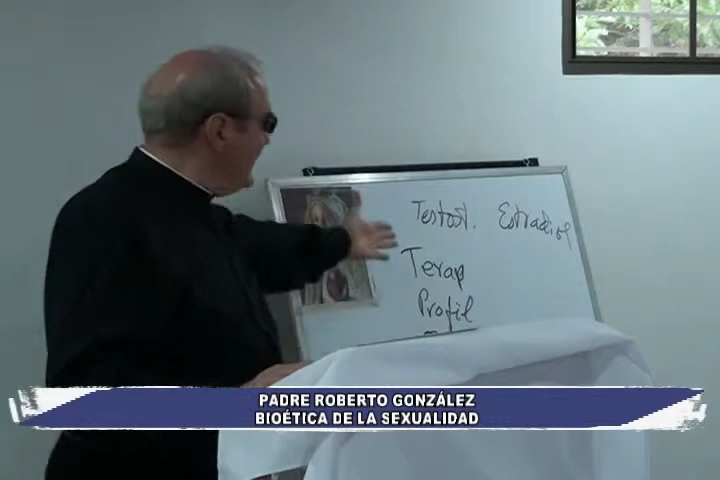 Testost. Estradiol
Terap
Profil
PADRE ROBERTO GONZÁLEZ
BIOÉTICA DE LA SEXUALIDAD